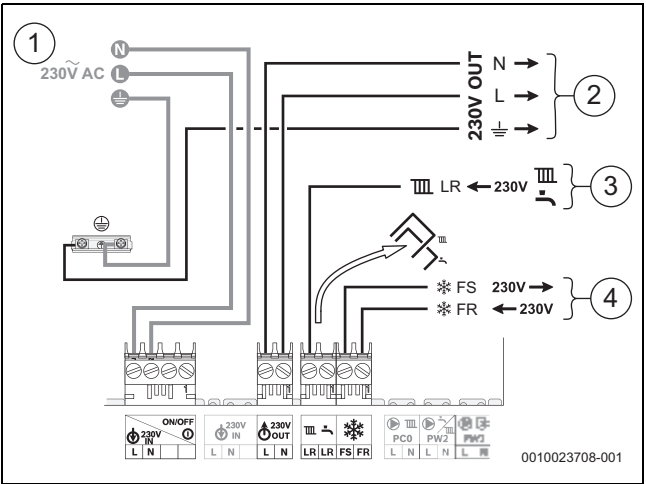 1
N
230V AC
L
230V OUT
N
L
2
LR
230V
3
FS
230V
FR
230V
4
ON/OFF
230V
IN
L N
230V
IN
L N
230V
OUT
L N
LR LR
FS FR
PC0
L N
PW2
L N
PW1
L N
0010023708-001